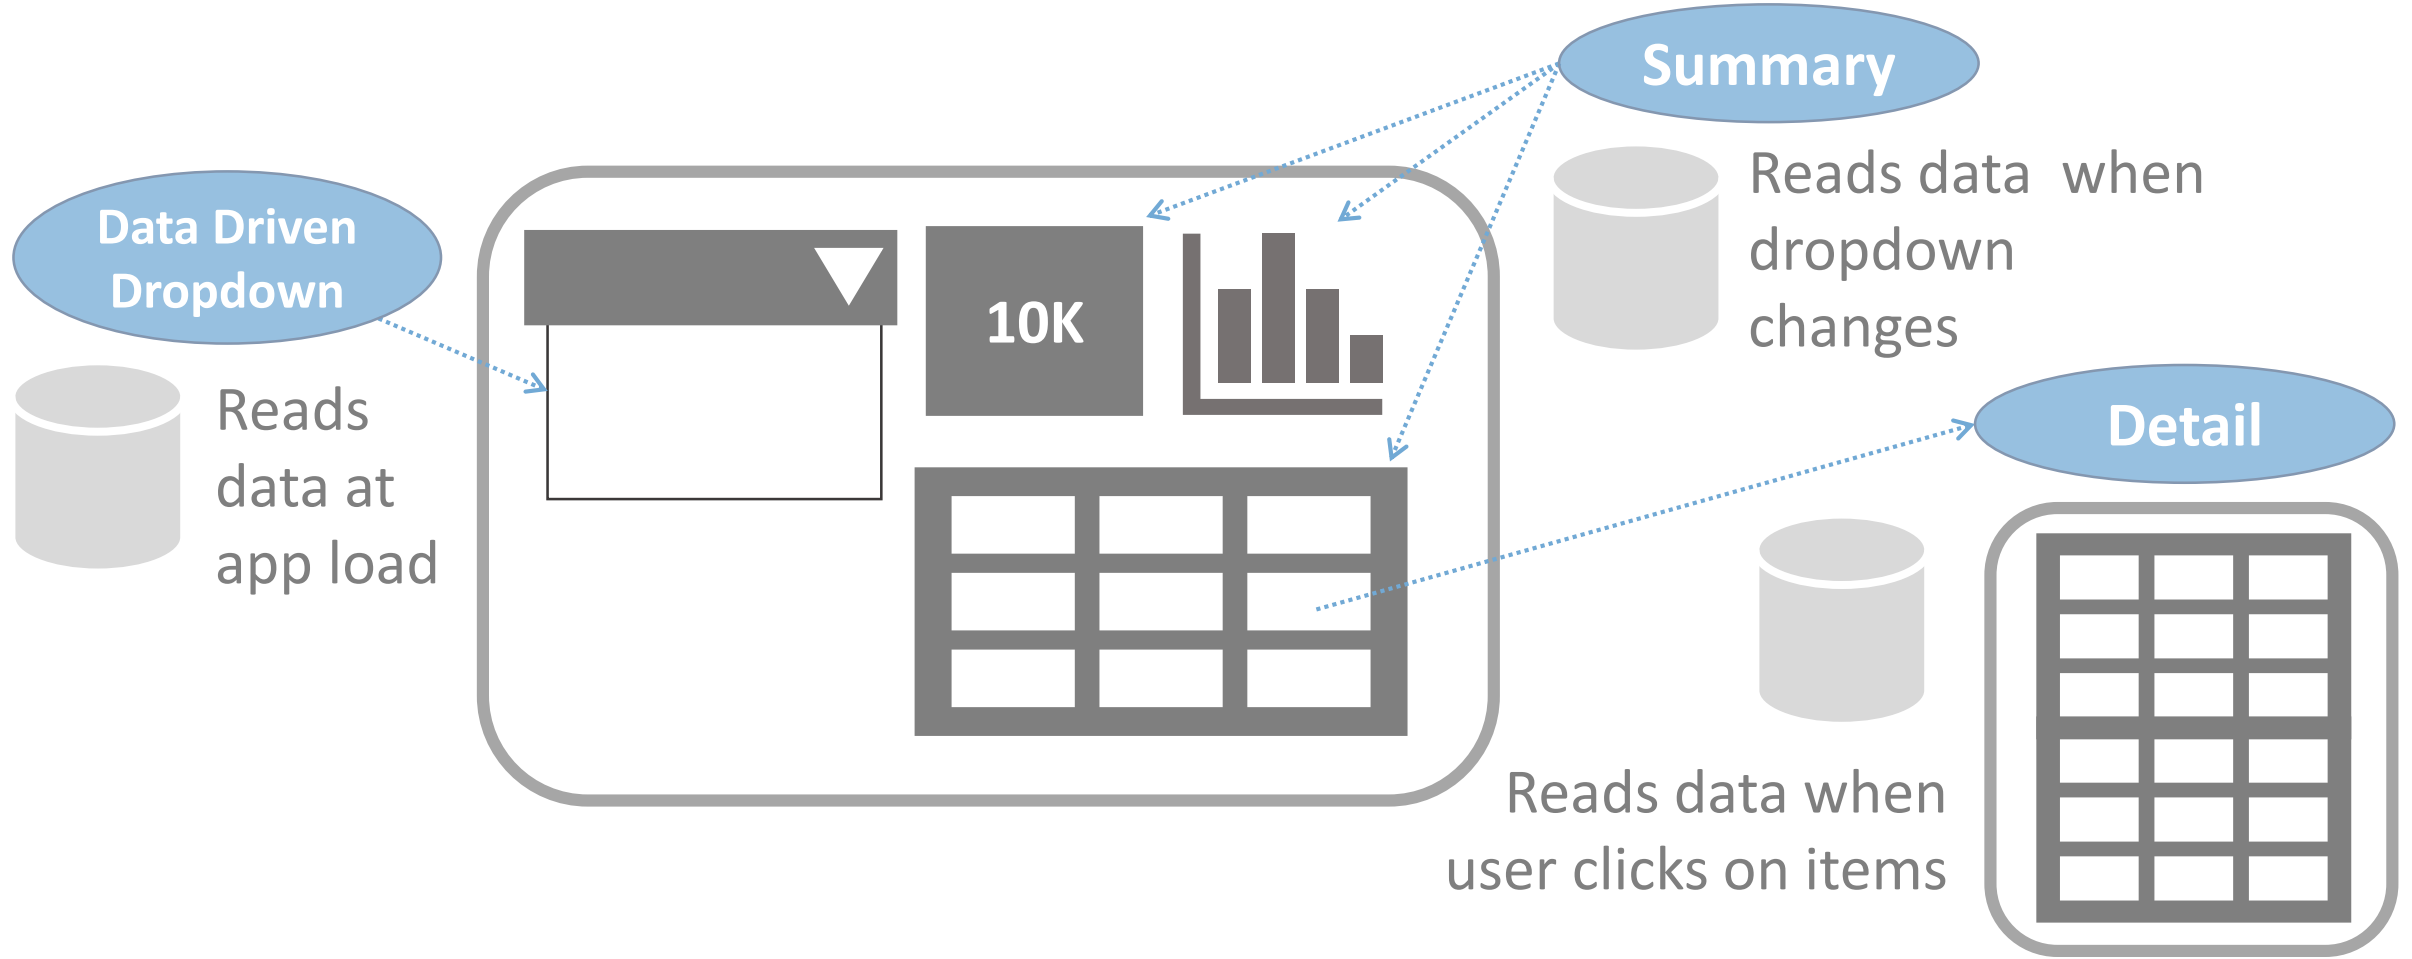 Data Driven
Dropdown
Reads
data at
app load
10K
Summary
Reads data  when
dropdown
changes
Detail
Reads data when
user clicks on items